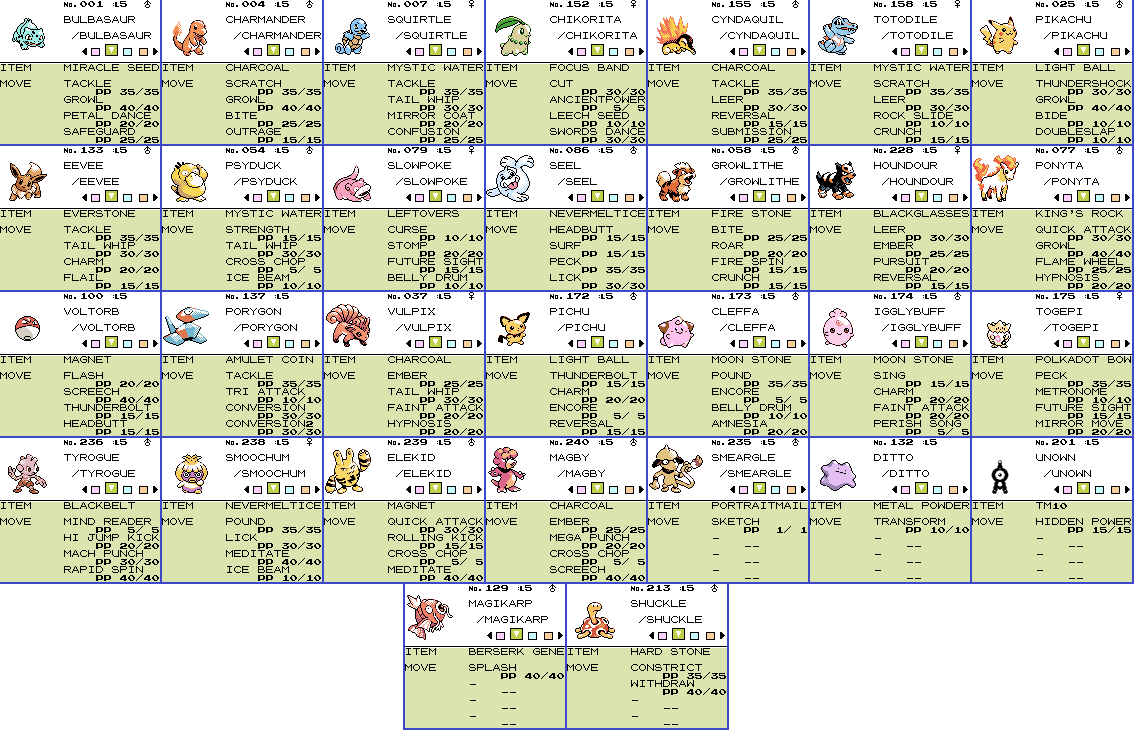 No.001 :L5 ♂
BULBASAUR
/BULBASAUR
ITEM MIRACLE SEED
MOVE TACKLE
PP 35/35
GROWL
PP 40/40
PETAL DANCE
PP 20/20
SAFEGUARD
PP 25/25
No.004 :L5 ♂
CHARMANDER
/CHARMANDER
ITEM CHARCOAL
MOVE SCRATCH
PP 35/35
GROWL
PP 40/40
BITE
PP 25/25
OUTRAGE
PP 15/15
No.007 :L5 ♀
SQUIRTLE
/SQUIRTLE
ITEM MYSTIC WATER
MOVE TACKLE
PP 35/35
TAIL WHIP
PP 30/30
MIRROR COAT
PP 20/20
CONFUSION
PP 25/25
No.152 :L5 ♀
CHIKORITA
/CHIKORITA
ITEM FOCUS BAND
MOVE CUT
PP 30/30
ANCIENTPOWER
PP 5/ 5
LEECH SEED
PP 10/10
SWORDS DANCE
PP 30/30
No.155 :L5 ♂
CYNDAQUIL
/CYNDAQUIL
ITEM CHARCOAL
MOVE TACKLE
PP 35/35
LEER
PP 30/30
REVERSAL
PP 15/15
SUBMISSION
PP 25/25
No.158 :L5 ♂
TOTODILE
/TOTODILE
ITEM MYSTIC WATER
MOVE SCRATCH
PP 35/35
LEER
PP 30/30
ROCK SLIDE
PP 10/10
CRUNCH
PP 15/15
No.025 :L5 ♂
PIKACHU
/PIKACHU
ITEM LIGHT BALL
MOVE THUNDERSHOCK
PP 30/30
GROWL
PP 40/40
BIDE
PP 10/10
DOUBLESLAP
PP 10/10
No.133 :L5 ♂
EEVEE
/EEVEE
ITEM EVERSTONE
MOVE TACKLE
PP 35/35
TAIL WHIP
PP 30/30
CHARM
PP 20/20
FLAIL
PP 15/15
No.054 :L5 ♂
PSYDUCK
/PSYDUCK
ITEM MYSTIC WATER
MOVE STRENGTH
PP 15/15
TAIL WHIP
PP 30/30
CROSS CHOP
PP 5/ 5
ICE BEAM
PP 10/10
No.079 :L5 ♀
SLOWPOKE
/SLOWPOKE
ITEM LEFTOVERS
MOVE CURSE
PP 10/10
STOMP
PP 20/20
FUTURE SIGHT
PP 15/15
BELLY DRUM
PP 10/10
No.086 :L5 ♂
SEEL
/SEEL
ITEM NEVERMELTICE
MOVE HEADBUTT
PP 15/15
SURF
PP 15/15
PECK
PP 35/35
LICK
PP 30/30
No.058 :L5 ♂
GROWLITHE
/GROWLITHE
ITEM FIRE STONE
MOVE BITE
PP 25/25
ROAR
PP 20/20
FIRE SPIN
PP 15/15
CRUNCH
PP 15/15
No.228 :L5 ♀
HOUNDOUR
/HOUNDOUR
ITEM BLACKGLASSES
MOVE LEER
PP 30/30
EMBER
PP 25/25
PURSUIT
PP 20/20
REVERSAL
PP 15/15
No.077 :L5 ♂
PONYTA
/PONYTA
ITEM KING'S ROCK
MOVE QUICK ATTACK
PP 30/30
GROWL
PP 40/40
FLAME WHEEL
PP 25/25
HYPNOSIS
PP 20/20
No.100 :L5
VOLTORB
/VOLTORB
ITEM MAGNET
MOVE FLASH
PP 20/20
SCREECH
PP 40/40
THUNDERBOLT
PP 15/15
HEADBUTT
PP 15/15
No.137 :L5
PORYGON
/PORYGON
ITEM AMULET COIN
MOVE TACKLE
PP 35/35
TRI ATTACK
PP 10/10
CONVERSION
PP 30/30
CONVERSION2
PP 30/30
No.037 :L5 ♀
VULPIX
/VULPIX
ITEM CHARCOAL
MOVE EMBER
PP 25/25
TAIL WHIP
PP 30/30
FAINT ATTACK
PP 20/20
HYPNOSIS
PP 20/20
No.172 :L5 ♂
PICHU
/PICHU
ITEM LIGHT BALL
MOVE THUNDERBOLT
PP 15/15
CHARM
PP 20/20
ENCORE
PP 5/ 5
REVERSAL
PP 15/15
No.173 :L5 ♀
CLEFFA
/CLEFFA
ITEM MOON STONE
MOVE POUND
PP 35/35
ENCORE
PP 5/ 5
BELLY DRUM
PP 10/10
AMNESIA
PP 20/20
No.174 :L5 ♀
IGGLYBUFF
/IGGLYBUFF
ITEM MOON STONE
MOVE SING
PP 15/15
CHARM
PP 20/20
FAINT ATTACK
PP 20/20
PERISH SONG
PP 5/ 5
No.175 :L5 ♀
TOGEPI
/TOGEPI
ITEM POLKADOT BOW
MOVE PECK
PP 35/35
METRONOME
PP 10/10
FUTURE SIGHT
PP 15/15
MIRROR MOVE
PP 20/20
No.236 :L5 ♂
TYROGUE
/TYROGUE
ITEM BLACKBELT
MOVE MIND READER
PP 5/ 5
HI JUMP KICK
PP 20/20
MACH PUNCH
PP 30/30
RAPID SPIN
PP 40/40
No.238 :L5 ♀
SMOOCHUM
/SMOOCHUM
ITEM NEVERMELTICE
MOVE POUND
PP 35/35
LICK
PP 30/30
MEDITATE
PP 40/40
ICE BEAM
PP 10/10
No.239 :L5 ♂
ELEKID
/ELEKID
ITEM MAGNET
MOVE QUICK ATTACK
PP 30/30
ROLLING KICK
PP 15/15
CROSS CHOP
PP 5/ 5
MEDITATE
PP 40/40
No.240 :L5 ♂
MAGBY
/MAGBY
ITEM CHARCOAL
MOVE EMBER
PP 25/25
MEGA PUNCH
PP 20/20
CROSS CHOP
PP 5/ 5
SCREECH
PP 40/40
No.235 :L5 ♂
SMEARGLE
/SMEARGLE
ITEM PORTRAITMAIL
MOVE SKETCH
PP 1/ 1
–
--
–
--
–
--
No.132 :L5
DITTO
/DITTO
ITEM METAL POWDER
MOVE TRANSFORM
PP 10/10
–
--
–
--
–
--
No.201 :L5
UNOWN
/UNOWN
ITEM TM10
MOVE HIDDEN POWER
PP 15/15
–
--
–
--
–
--
No.129 :L5 ♂
MAGIKARP
/MAGIKARP
ITEM BERSERK GENE
MOVE SPLASH
PP 40/40
–
--
–
--
–
--
No.213 :L5 ♂
SHUCKLE
/SHUCKLE
ITEM HARD STONE
MOVE CONSTRICT
PP 35/35
WITHDRAW
PP 40/40
–
--
–
--